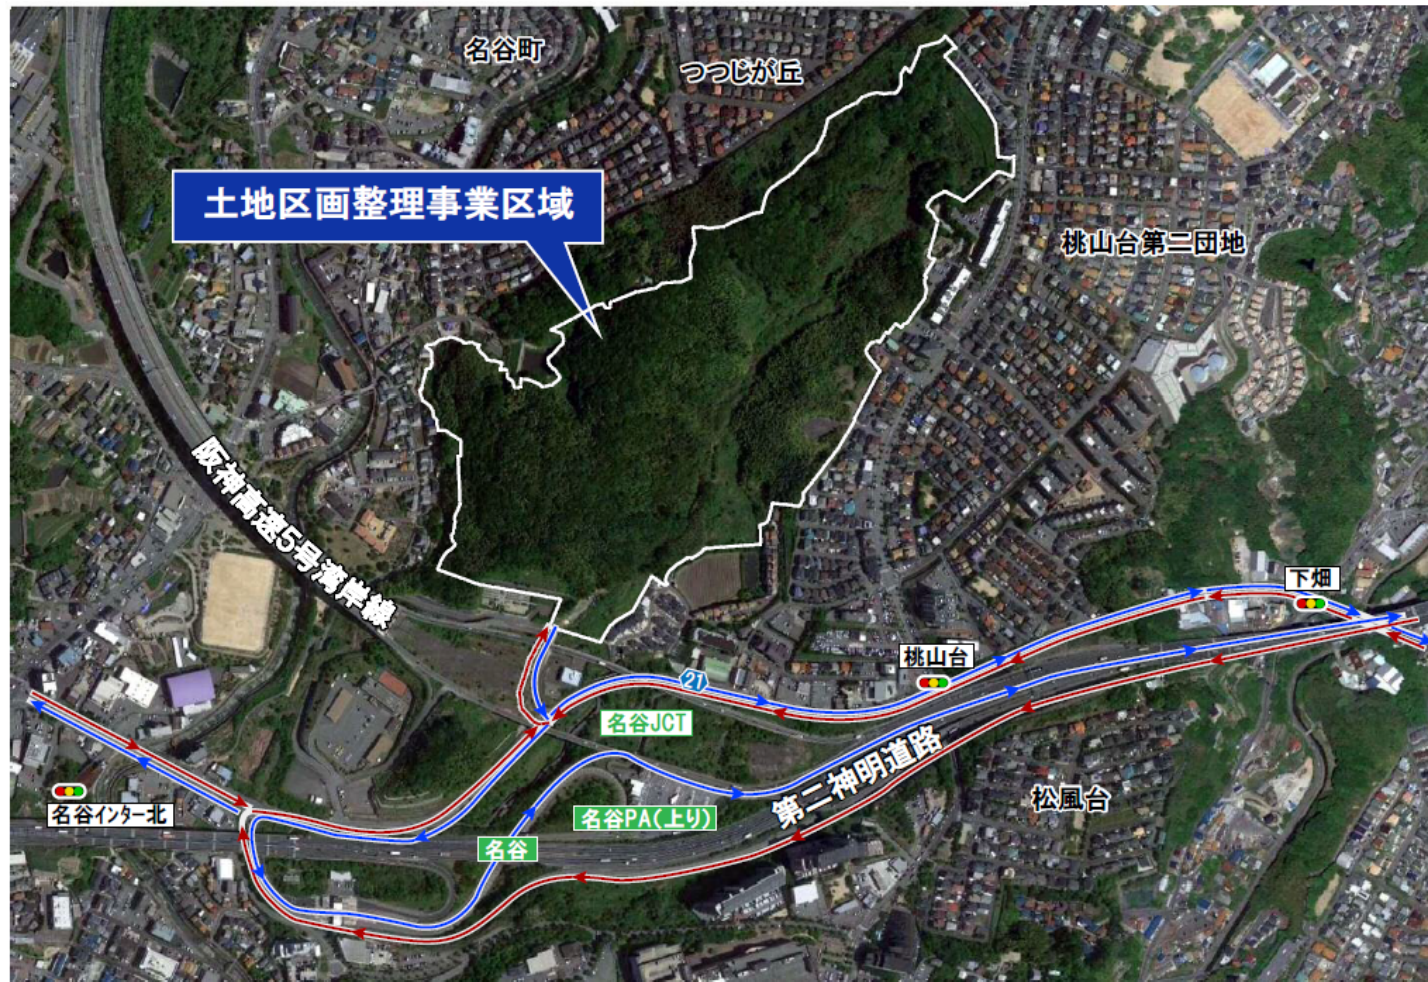 名谷町
つつじが丘
土地区画整理事業区域
桃山台第二団地
阪神高速5号湾岸線
下畑
桃山台
21
名谷JCT
第二神明道路
松風台
名谷インター北
名谷PA(上り)
名谷